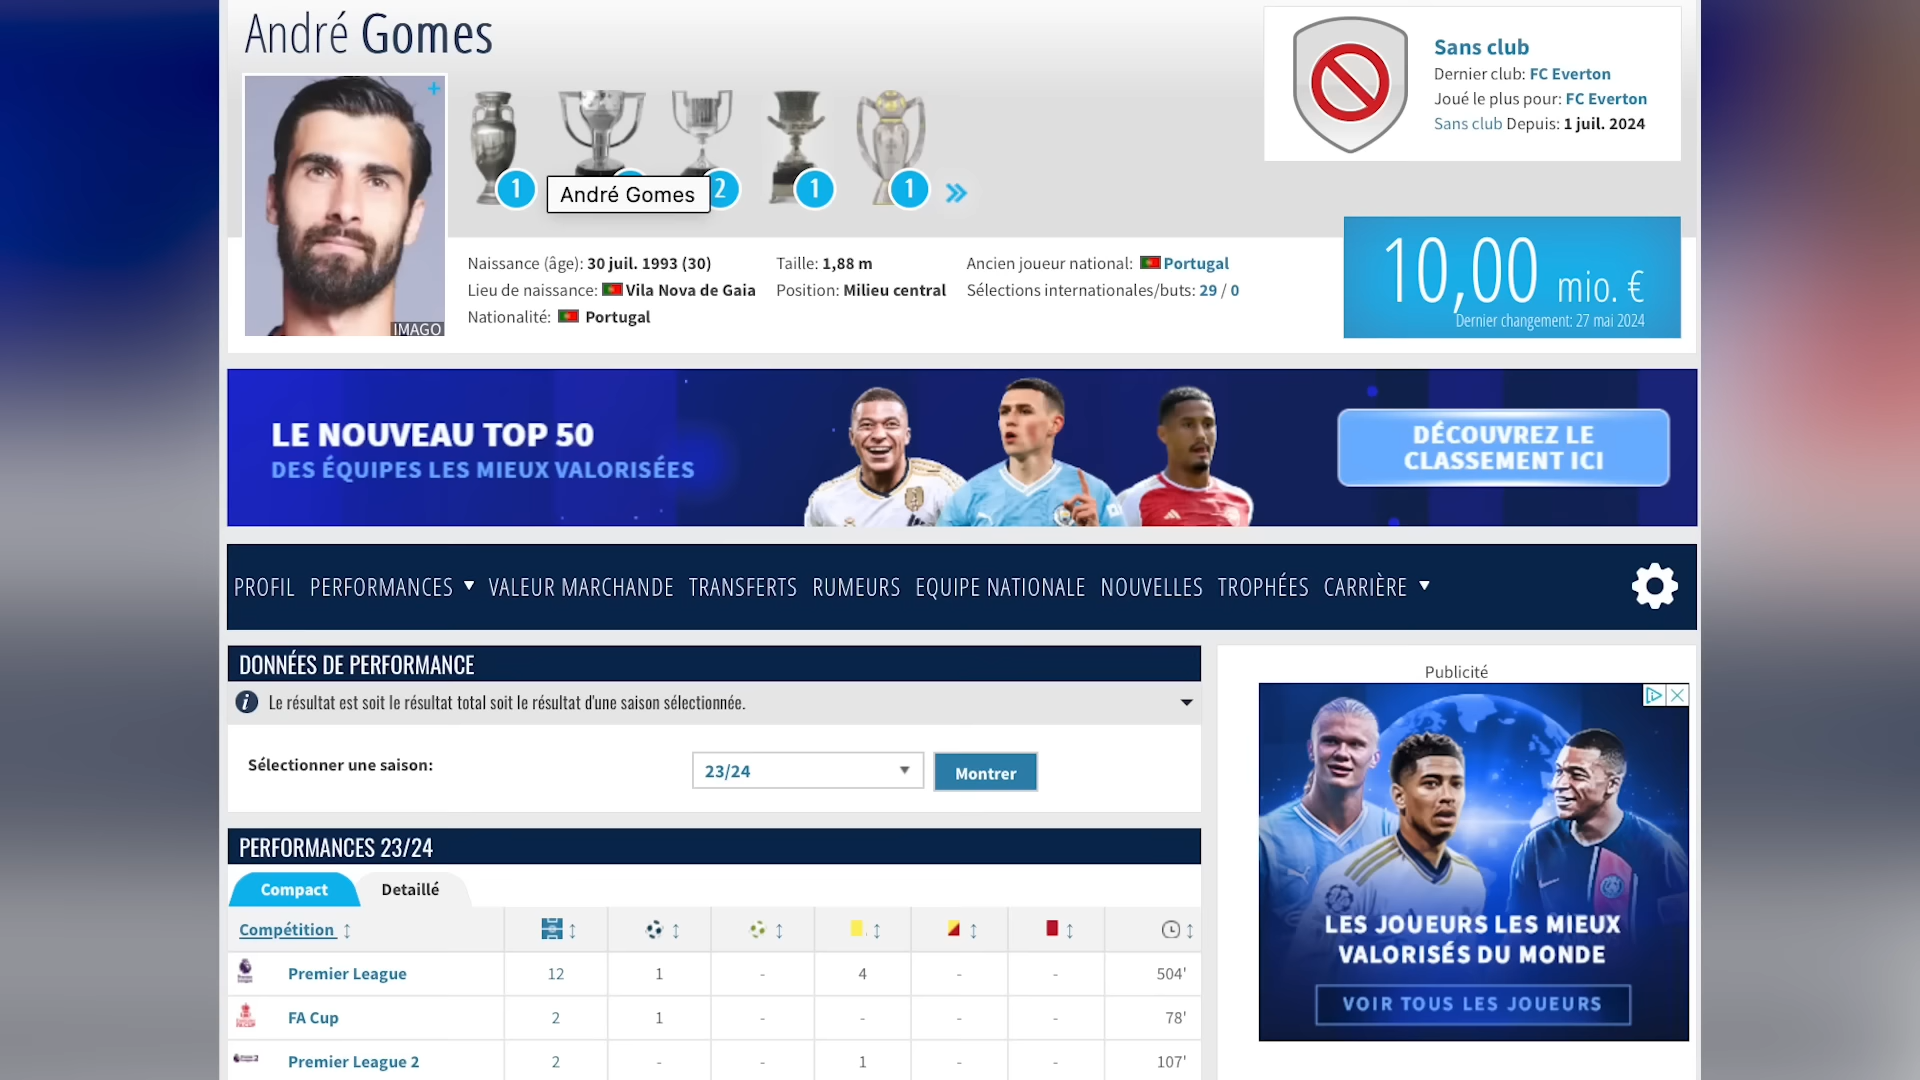 André Gomes
Sans club
Dernier club: FC Everton
Joué le plus pour: FC Everton
Sans club Depuis: 1 juil. 2024
1
2
1
1
André Gomes
IMAGO
Naissance (âge): 30 juil. 1993 (30)
Lieu de naissance: Vila Nova de Gaia
Nationalité: Portugal
Taille: 1,88 m
Position: Milieu central
Ancien joueur national: Portugal
Sélections internationales/buts: 29 / 0
10,00 mio. €
Dernier changement: 27 mai 2024
LE NOUVEAU TOP 50
DES ÉQUIPES LES MIEUX VALORISÉES
DÉCOUVREZ LE
CLASSEMENT ICI
PROFIL PERFORMANCES VALEUR MARCHANDE TRANSFERTS RUMEURS EQUIPE NATIONALE NOUVELLES TROPHÉES CARRIÈRE
DONNÉES DE PERFORMANCE
Le résultat est soit le résultat total soit le résultat d'une saison sélectionnée.
Sélectionner une saison: 23/24 Montrer
PERFORMANCES 23/24
Compact Detaillé
Compétition
Premier League 12 1 - 4 - - 504'
FA Cup 2 1 - - - - 78'
Premier League 2 2 - - 1 - - 107'
Publicité
LES JOUEURS LES MIEUX
VALORISÉS DU MONDE
VOIR TOUS LES JOUEURS